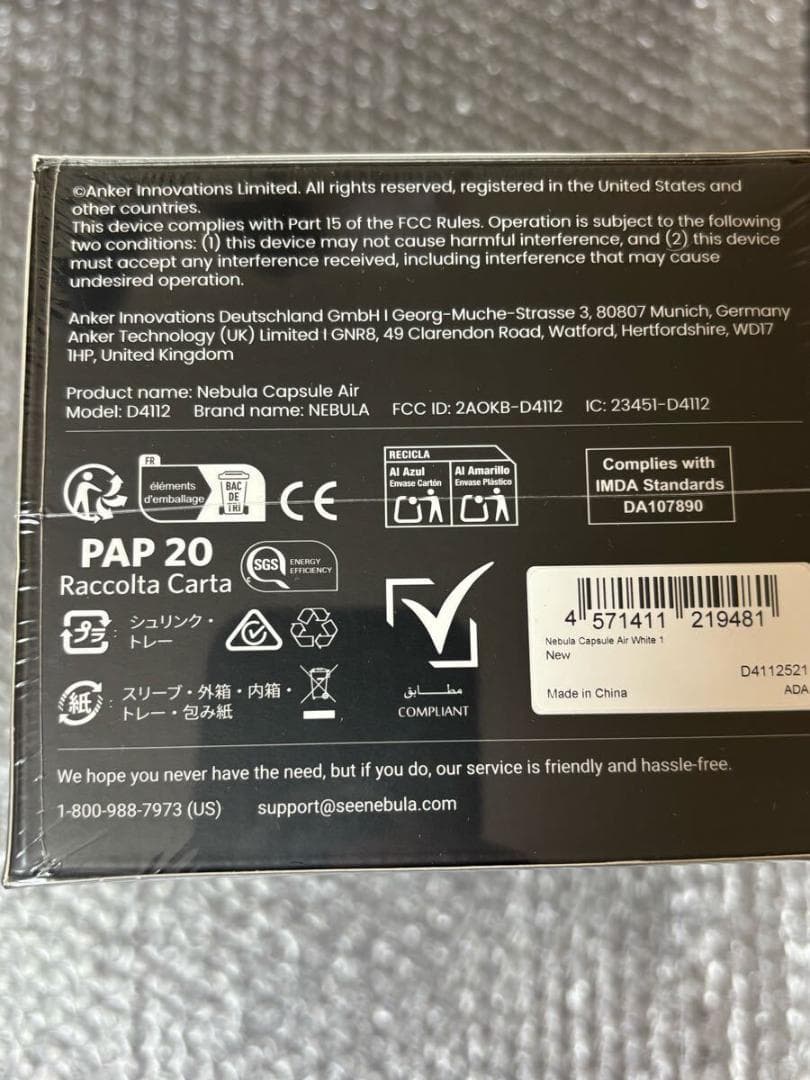 ©Anker Innovations Limited. All rights reserved, registered in the United States and
other countries.
This device complies with Part 15 of the FCC Rules. Operation is subject to the following
two conditions: (1) this device may not cause harmful interference, and (2) this device
must accept any interference received, including interference that may cause
undesired operation.
Anker Innovations Deutschland GmbH I Georg-Muche-Strasse 3, 80807 Munich, Germany
Anker Technology (UK) Limited I GNR8, 49 Clarendon Road, Watford, Hertfordshire, WD17
1HP, United Kingdom
Product name: Nebula Capsule Air
Model: D4112 Brand name: NEBULA FCC ID: 2AOKB-D4112 IC: 23451-D4112
FR
éléments
d'emballage
BAC
DE
TRI
CE
RECICLA
Al Azul
Envase Cartón
Al Amarillo
Envase Plástico
Complies with
IMDA Standards
DA107890
PAP 20
Raccolta Carta
SGS
C
ENERGY
EFFICIENCY
プラ
: シュリンク・
トレー
紙
: スリーブ・外箱・内箱・
トレー・包み紙
مطابق
COMPLIANT
4 571411 219481
Nebula Capsule Air White 1
New
D4112521
Made in China
ADA
We hope you never have the need, but if you do, our service is friendly and hassle-free.
1-800-988-7973 (US) support@seenebula.com